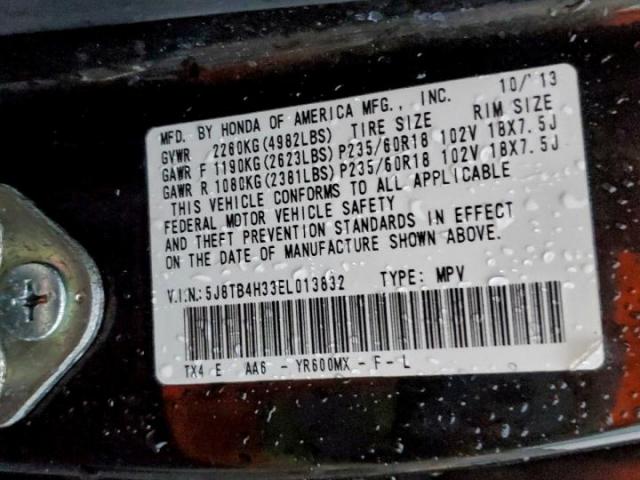 MFD. BY HONDA OF AMERICA MFG., INC. 10/'13
GVWR 2260KG(4982LBS) TIRE SIZE RIM SIZE
GAWR F 1190KG(2623LBS) P235/60R18 102V 18X7.5J
GAWR R 1080KG(2381LBS) P235/60R18 102V 18X7.5J
THIS VEHICLE CONFORMS TO ALL APPLICABLE
FEDERAL MOTOR VEHICLE SAFETY
AND THEFT PREVENTION STANDARDS IN EFFECT
ON THE DATE OF MANUFACTURE SHOWN ABOVE.
V.I.N.: 5J8TB4H33EL013832 TYPE: MPV
TX4 E AA6 - YR600MX - F - L